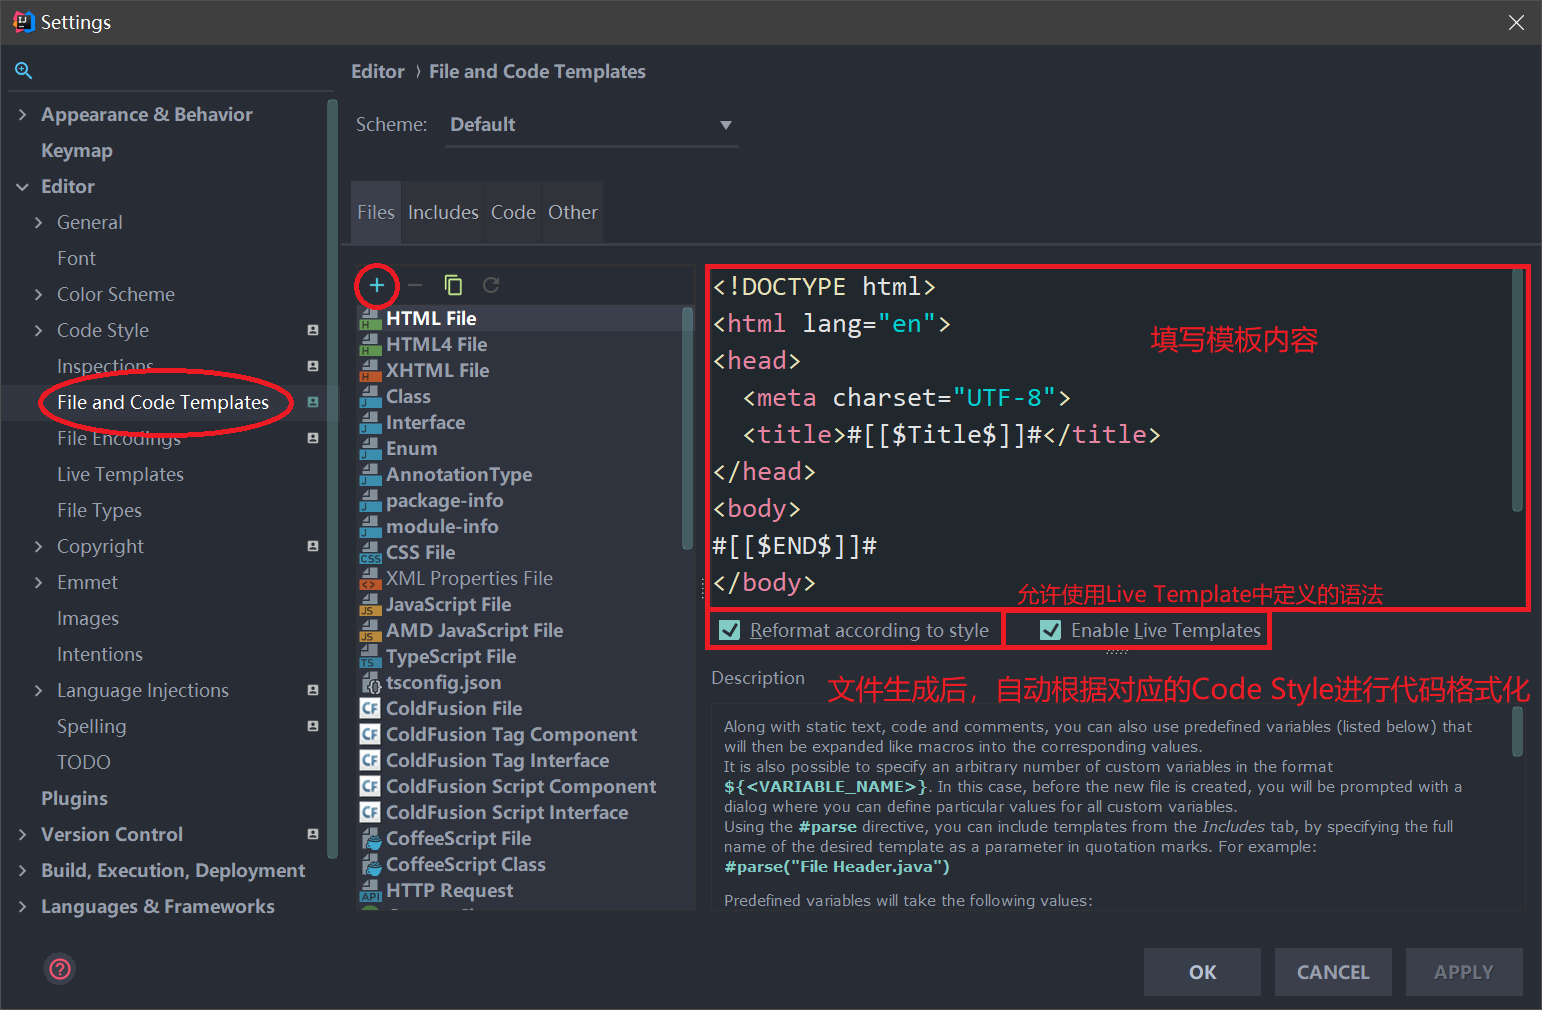 Settings
Editor › File and Code Templates
Scheme: Default
Appearance & Behavior
Keymap
Editor
General
Font
Color Scheme
Code Style
Inspections
File and Code Templates
File Encodings
Live Templates
File Types
Copyright
Emmet
Images
Intentions
Language Injections
Spelling
TODO
Plugins
Version Control
Build, Execution, Deployment
Languages & Frameworks
Files Includes Code Other
HTML File
HTML4 File
XHTML File
Class
Interface
Enum
AnnotationType
package-info
module-info
CSS File
XML Properties File
JavaScript File
AMD JavaScript File
TypeScript File
tsconfig.json
ColdFusion File
ColdFusion Tag Component
ColdFusion Tag Interface
ColdFusion Script Component
ColdFusion Script Interface
CoffeeScript File
CoffeeScript Class
HTTP Request
<!DOCTYPE html>
<html lang="en">
填写模板内容
<head>
<meta charset="UTF-8">
<title>#[[$Title$]]#</title>
</head>
<body>
#[[$END$]]#
</body>
允许使用Live Template中定义的语法
Reformat according to style
Enable Live Templates
Description
文件生成后，自动根据对应的Code Style进行代码格式化
Along with static text, code and comments, you can also use predefined variables (listed below) that
will then be expanded like macros into the corresponding values.
It is also possible to specify an arbitrary number of custom variables in the format
${<VARIABLE_NAME>}. In this case, before the new file is created, you will be prompted with a
dialog where you can define particular values for all custom variables.
Using the #parse directive, you can include templates from the Includes tab, by specifying the full
name of the desired template as a parameter in quotation marks. For example:
#parse("File Header.java")
Predefined variables will take the following values:
OK CANCEL APPLY